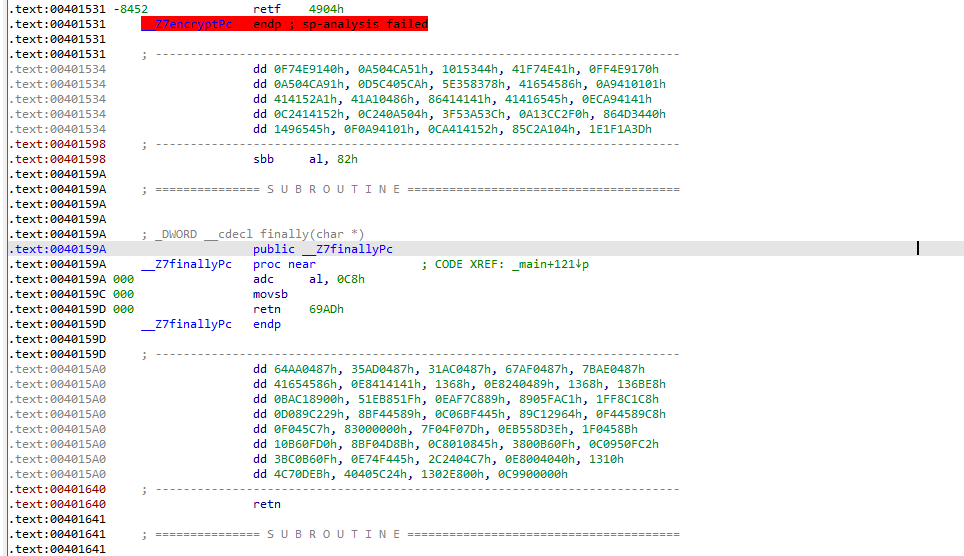 .text:00401531 -8452 retf 4904h
.text:00401531 __Z7encryptPc endp ; sp-analysis failed
.text:00401531
.text:00401531 ; ---------------------------------------------------------------------------
.text:00401534 dd 0F74E9140h, 0A504CA51h, 1015344h, 41F74E41h, 0FF4E9170h
.text:00401534 dd 0A504CA91h, 0D5C405CAh, 5E358378h, 41654586h, 0A9410101h
.text:00401534 dd 414152A1h, 41A10486h, 86414141h, 41416545h, 0ECA94141h
.text:00401534 dd 0C2414152h, 0C240A504h, 3F53A53Ch, 0A13CC2F0h, 864D3440h
.text:00401534 dd 1496545h, 0F0A94101h, 0CA414152h, 85C2A104h, 1E1F1A3Dh
.text:00401598 ; ---------------------------------------------------------------------------
.text:00401598 sbb al, 82h
.text:0040159A
.text:0040159A ; =============== S U B R O U T I N E =======================================
.text:0040159A
.text:0040159A
.text:0040159A ; _DWORD __cdecl finally(char *)
.text:0040159A public __Z7finallyPc
.text:0040159A __Z7finallyPc proc near ; CODE XREF: _main+121↓p
.text:0040159A 000 adc al, 0C8h
.text:0040159C 000 movsb
.text:0040159D 000 retn 69ADh
.text:0040159D __Z7finallyPc endp
.text:0040159D
.text:0040159D ; ---------------------------------------------------------------------------
.text:004015A0 dd 64AA0487h, 35AD0487h, 31AC0487h, 67AF0487h, 7BAE0487h
.text:004015A0 dd 41654586h, 0E8414141h, 1368h, 0E8240489h, 1368h, 136BE8h
.text:004015A0 dd 0BAC18900h, 51EB851Fh, 0EAF7C889h, 8905FAC1h, 1FF8C1C8h
.text:004015A0 dd 0D089C229h, 8BF44589h, 0C06BF445h, 89C12964h, 0F44589C8h
.text:004015A0 dd 0F045C7h, 83000000h, 7F04F07Dh, 0EB558D3Eh, 1F0458Bh
.text:004015A0 dd 10B60FD0h, 8BF04D8Bh, 0C8010845h, 3800B60Fh, 0C0950FC2h
.text:004015A0 dd 3BC0B60Fh, 0E74F445h, 2C2404C7h, 0E8004040h, 1310h
.text:004015A0 dd 4C70DEBh, 40405C24h, 1302E800h, 0C9900000h
.text:00401640 ; ---------------------------------------------------------------------------
.text:00401640 retn
.text:00401641
.text:00401641 ; =============== S U B R O U T I N E =======================================
.text:00401641